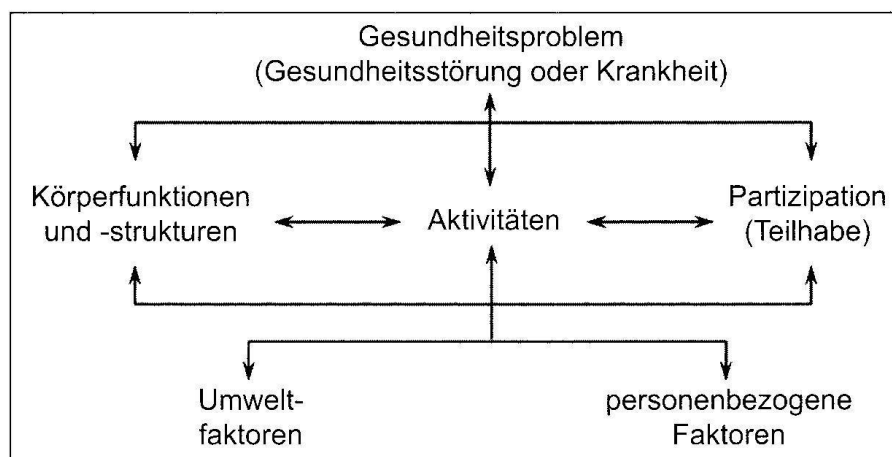 Gesundheitsproblem
(Gesundheitsstörung oder Krankheit)
Körperfunktionen
und -strukturen
Aktivitäten
Partizipation
(Teilhabe)
Umwelt-
faktoren
personenbezogene
Faktoren